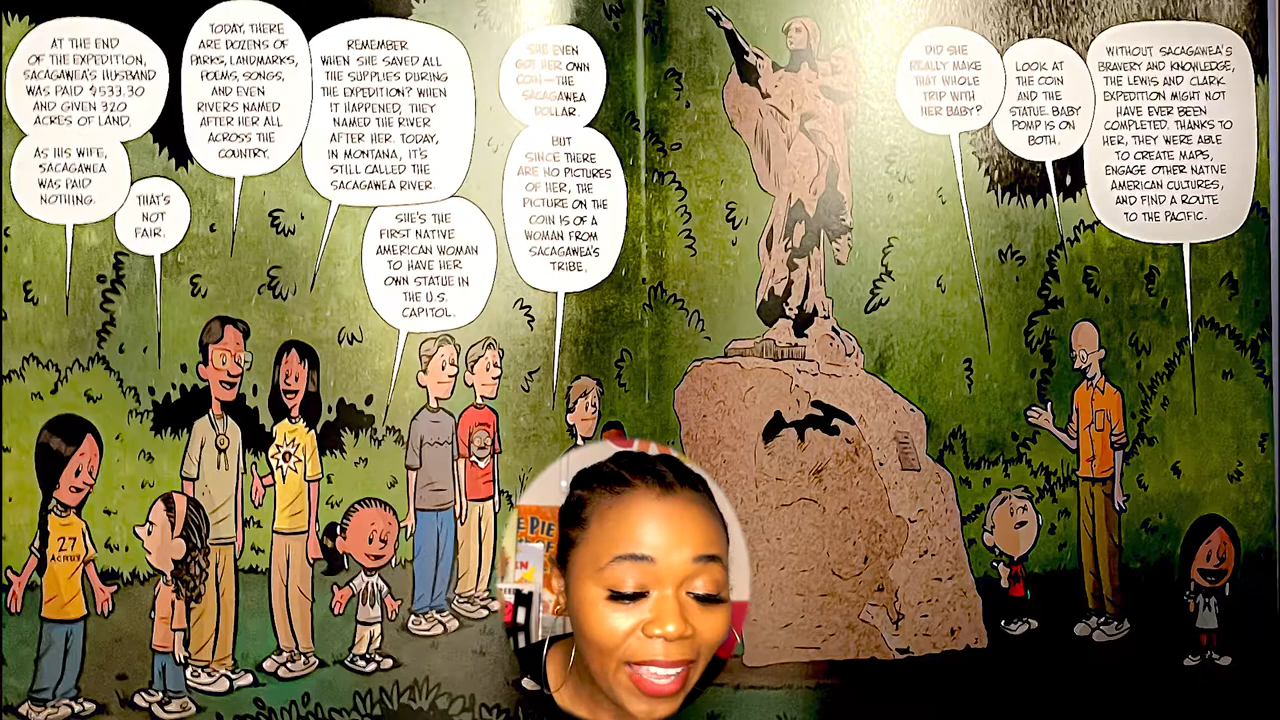 AT THE END
OF THE EXPEDITION,
SACAGAWEA'S HUSBAND
WAS PAID $533.30
AND GIVEN 320
ACRES OF LAND.
AS HIS WIFE,
SACAGAWEA
WAS PAID
NOTHING.
THAT'S
NOT
FAIR.
TODAY, THERE
ARE DOZENS OF
PARKS, LANDMARKS,
POEMS, SONGS,
AND EVEN
RIVERS NAMED
AFTER HER ALL
ACROSS THE
COUNTRY.
REMEMBER
WHEN SHE SAVED ALL
THE SUPPLIES DURING
THE EXPEDITION? WHEN
IT HAPPENED, THEY
NAMED THE RIVER
AFTER HER. TODAY,
IN MONTANA, IT'S
STILL CALLED THE
SACAGAWEA RIVER.
SHE'S THE
FIRST NATIVE
AMERICAN WOMAN
TO HAVE HER
OWN STATUE IN
THE U.S.
CAPITOL.
SHE EVEN
GOT HER OWN
COIN—THE
SACAGAWEA
DOLLAR.
BUT
SINCE THERE
ARE NO PICTURES
OF HER, THE
PICTURE ON THE
COIN IS OF A
WOMAN FROM
SACAGAWEA'S
TRIBE.
DID SHE
REALLY MAKE
THAT WHOLE
TRIP WITH
HER BABY?
LOOK AT
THE COIN
AND THE
STATUE. BABY
POMP IS ON
BOTH.
WITHOUT SACAGAWEA'S
BRAVERY AND KNOWLEDGE,
THE LEWIS AND CLARK
EXPEDITION MIGHT NOT
HAVE EVER BEEN
COMPLETED. THANKS TO
HER, THEY WERE ABLE
TO CREATE MAPS,
ENGAGE OTHER NATIVE
AMERICAN CULTURES,
AND FIND A ROUTE
TO THE PACIFIC.
27
ACROSS